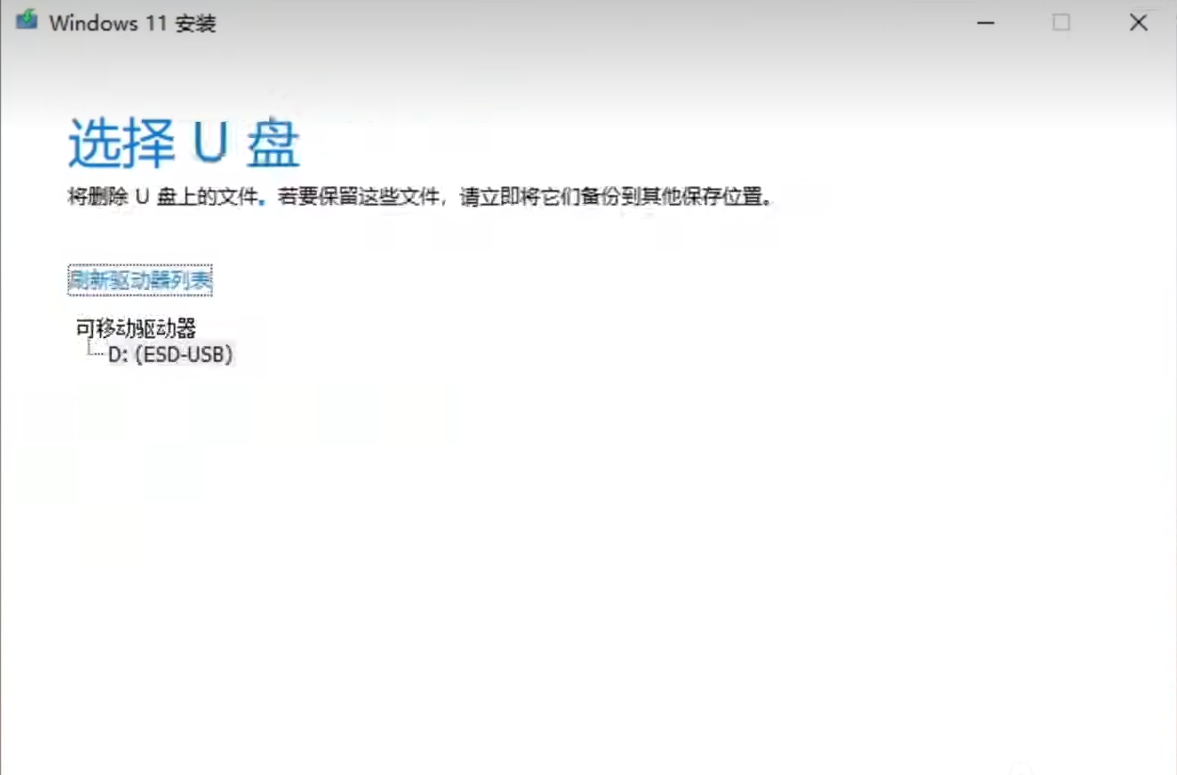 Windows 11 安装
选择 U 盘
将删除 U 盘上的文件。若要保留这些文件，请立即将它们备份到其他保存位置。
刷新驱动器列表
可移动驱动器
D: (ESD-USB)